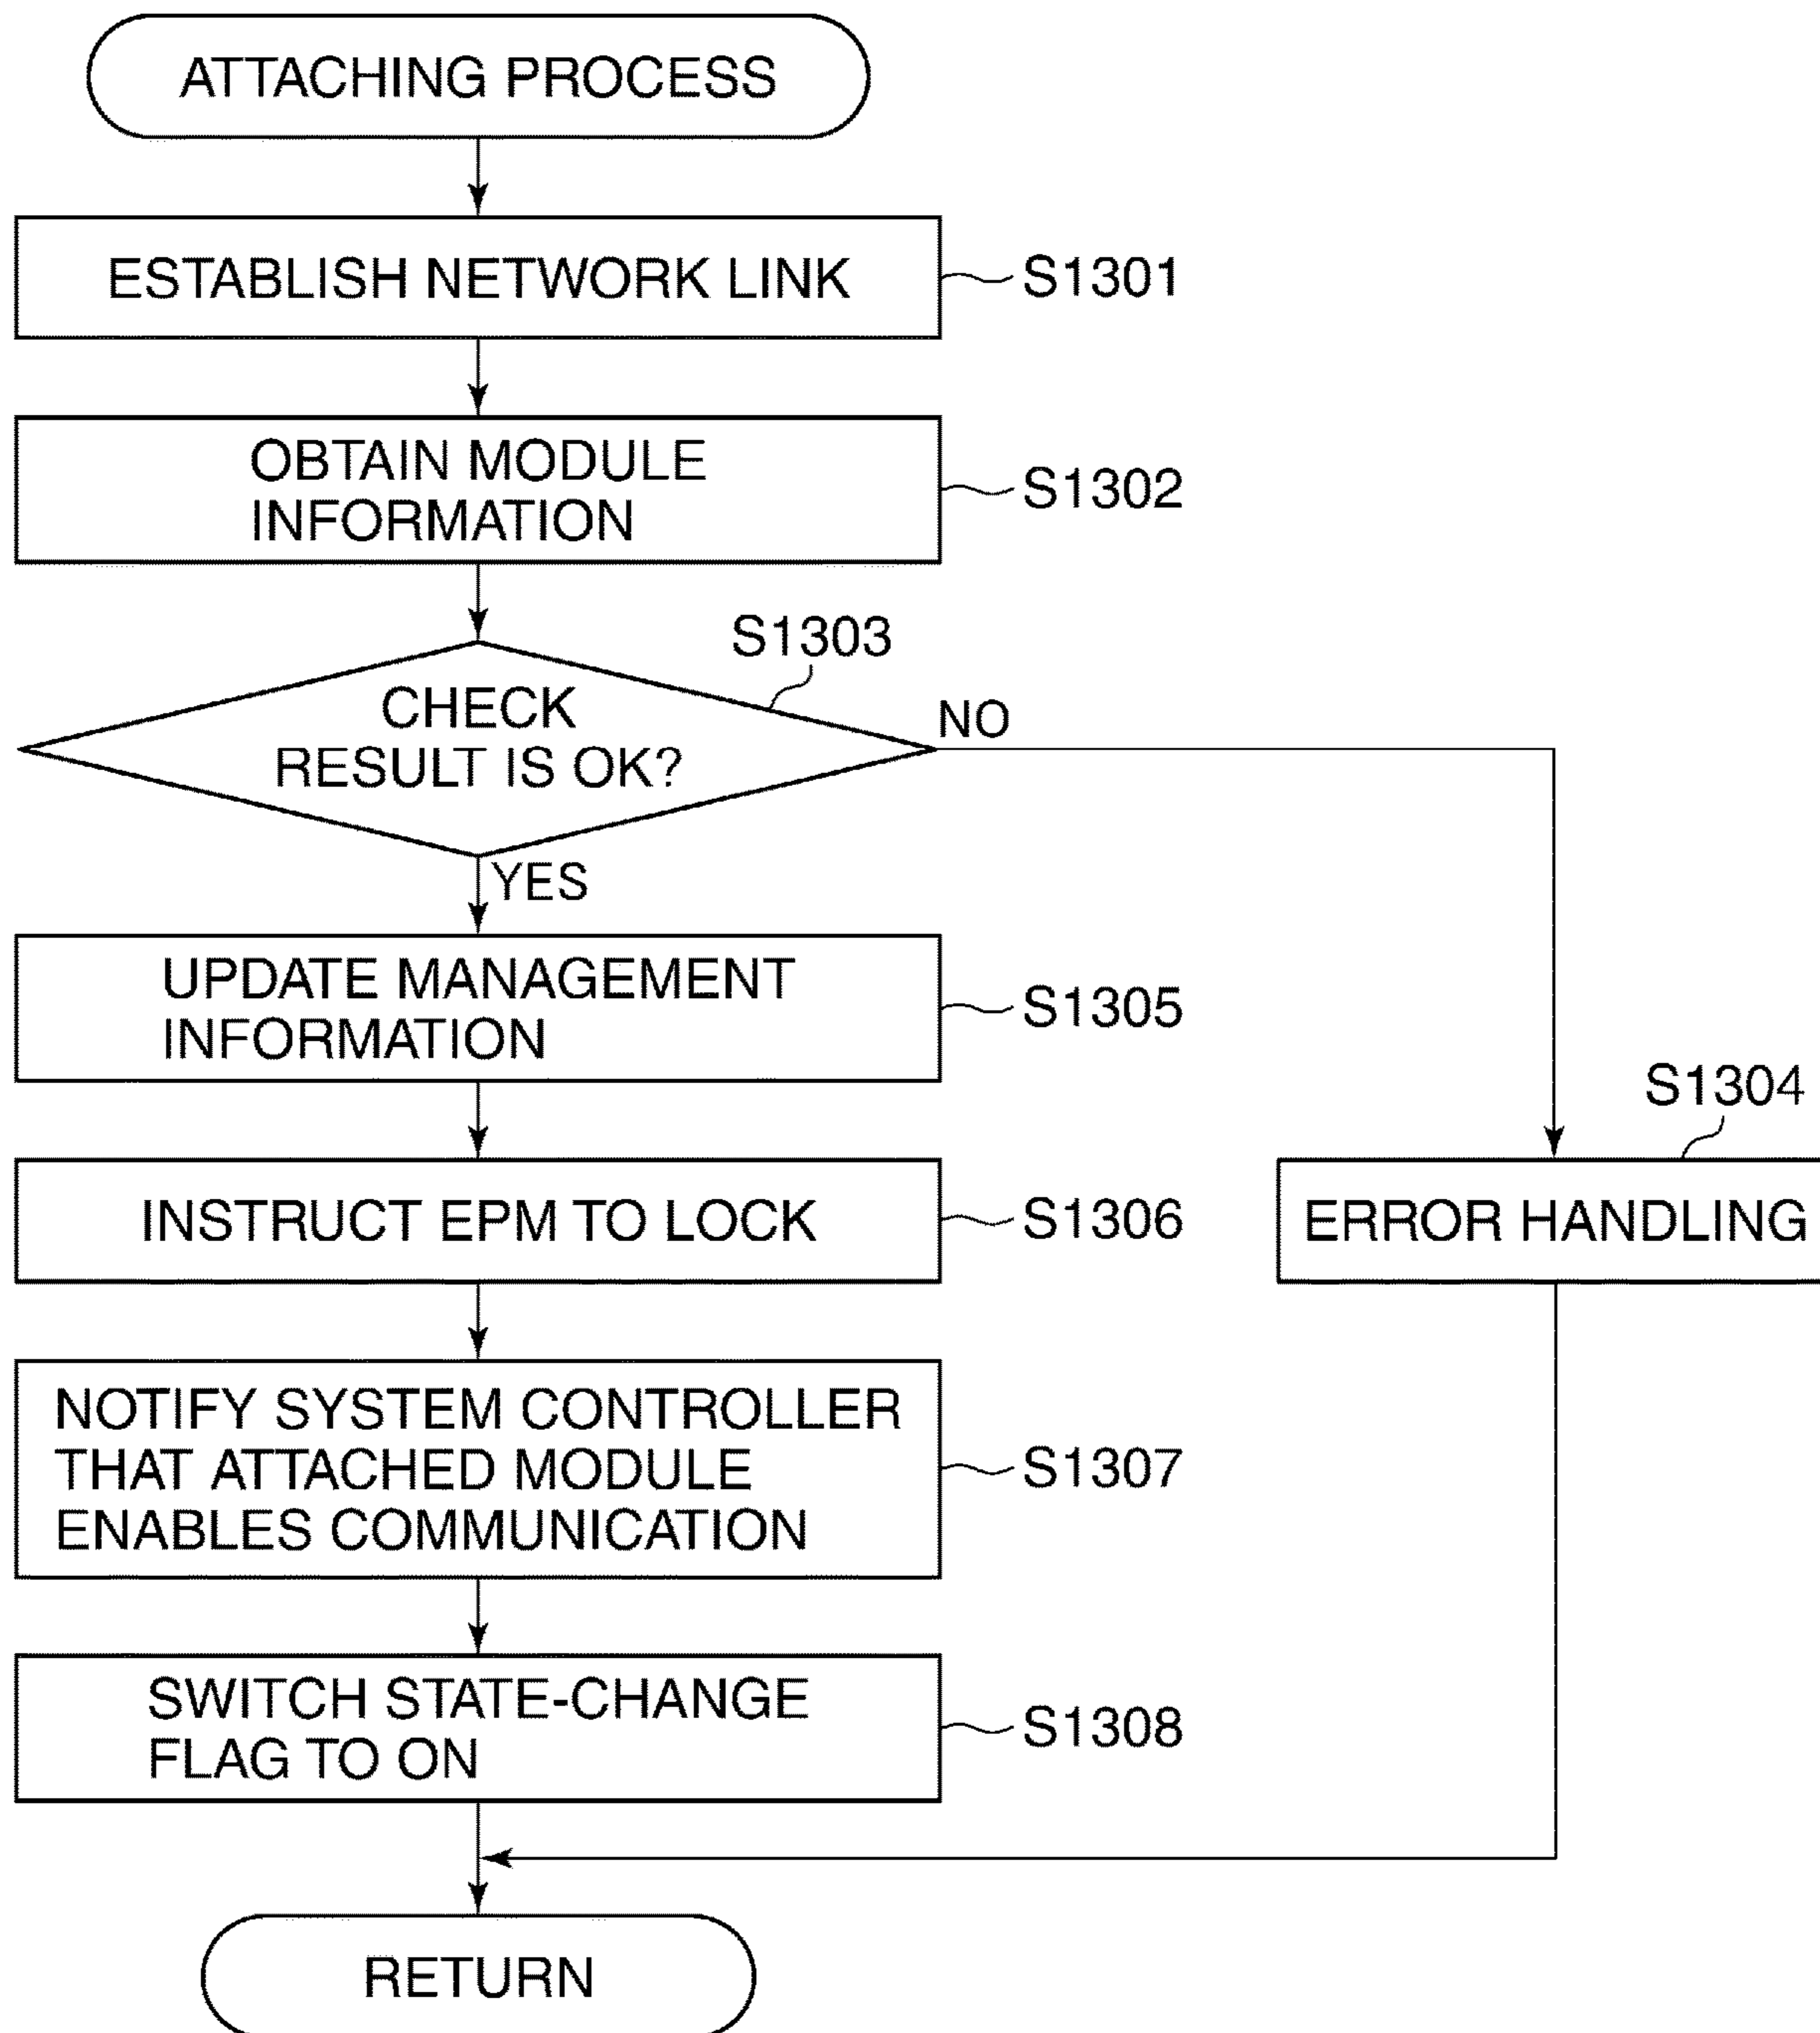 ATTACHING PROCESS
ESTABLISH NETWORK LINK
S1301
OBTAIN MODULE
INFORMATION
S1302
S1303
CHECK
RESULT IS OK?
NO
YES
UPDATE MANAGEMENT
INFORMATION
S1305
S1304
INSTRUCT EPM TO LOCK
S1306
ERROR HANDLING
NOTIFY SYSTEM CONTROLLER
THAT ATTACHED MODULE
ENABLES COMMUNICATION
S1307
SWITCH STATE-CHANGE
FLAG TO ON
S1308
RETURN